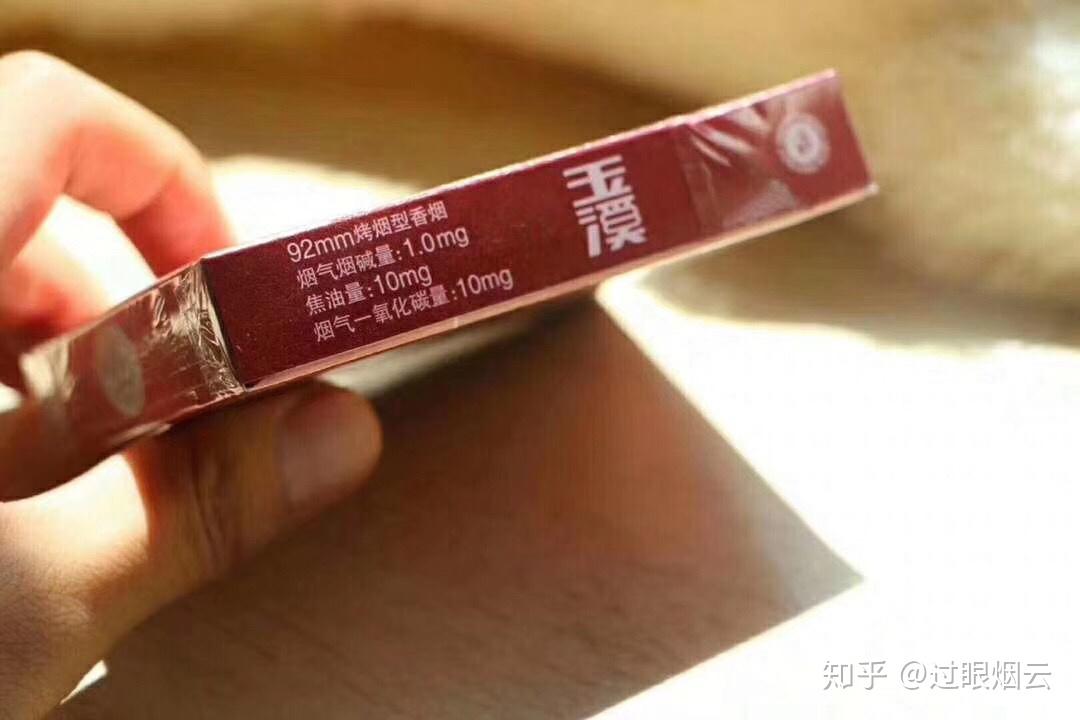 92mm烤烟型香烟
烟气烟碱量:1.0mg
焦油量:10mg
烟气一氧化碳量:10mg
玉溪
知乎 @过眼烟云